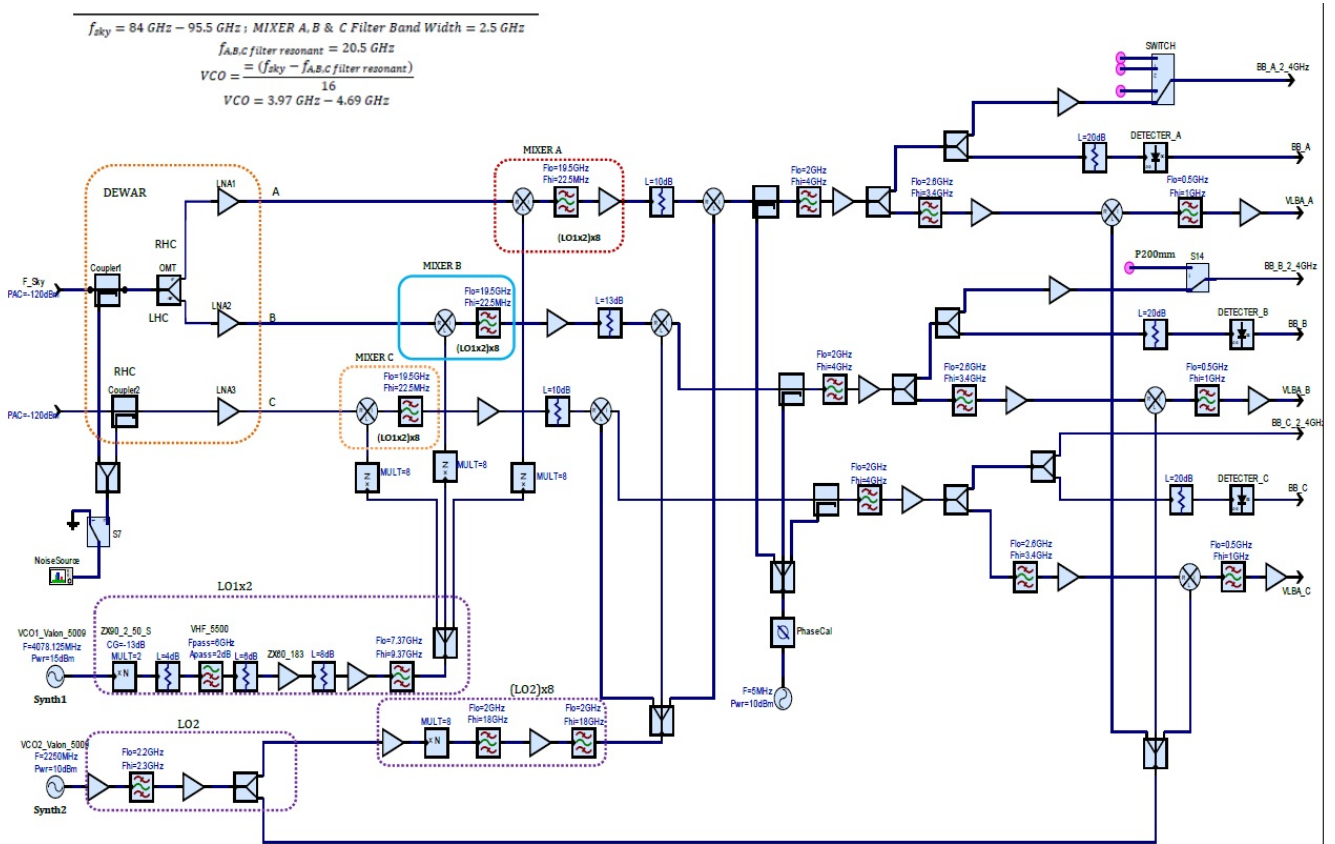 f_sky = 84 GHz − 95.5 GHz ; MIXER A, B & C Filter Band Width = 2.5 GHz
f_A,B,C filter resonant = 20.5 GHz
VCO = = (f_sky − f_A,B,C filter resonant) / 16
VCO = 3.97 GHz − 4.69 GHz
SWITCH
BB_A_2_4GHz
L=20dB
DETECTER_A
BB_A
MIXER A
Flo=19.5GHz
Fhi=22.5MHz
(LO1x2)x8
L=10dB
Flo=2GHz
Fhi=4GHz
Flo=2.6GHz
Fhi=3.4GHz
Flo=0.5GHz
Fhi=1GHz
VLBA_A
DEWAR
LNA1
A
RHC
Coupler1
OMT
F_Sky
PAC=-120dBm
LHC
LNA2
B
MIXER B
Flo=19.5GHz
Fhi=22.5MHz
(LO1x2)x8
L=13dB
P200mm
S14
BB_B_2_4GHz
L=20dB
DETECTER_B
BB_B
Flo=2GHz
Fhi=4GHz
Flo=2.6GHz
Fhi=3.4GHz
Flo=0.5GHz
Fhi=1GHz
VLBA_B
RHC
Coupler2
PAC=-120dBm
LNA3
C
MIXER C
Flo=19.5GHz
Fhi=22.5MHz
(LO1x2)x8
L=10dB
BB_C_2_4GHz
MULT=8
MULT=8
MULT=8
Flo=2GHz
Fhi=4GHz
L=20dB
DETECTER_C
BB_C
Flo=2.6GHz
Fhi=3.4GHz
Flo=0.5GHz
Fhi=1GHz
VLBA_C
S7
NoiseSource
LO1x2
VCO1_Valon_5009
F=4078.125MHz
Pwr=15dBm
Synth1
ZX90_2_50_S
CG=-13dB
MULT=2
L=4dB
VHF_5500
Fpass=6GHz
Apass=2dB
L=6dB
ZX60_183
L=8dB
Flo=7.37GHz
Fhi=9.37GHz
PhaseCal
F=5MHz
Pwr=10dBm
(LO2)x8
MULT=8
Flo=2GHz
Fhi=18GHz
Flo=2GHz
Fhi=18GHz
LO2
VCO2_Valon_5009
F=2250MHz
Pwr=10dBm
Synth2
Flo=2.2GHz
Fhi=2.3GHz